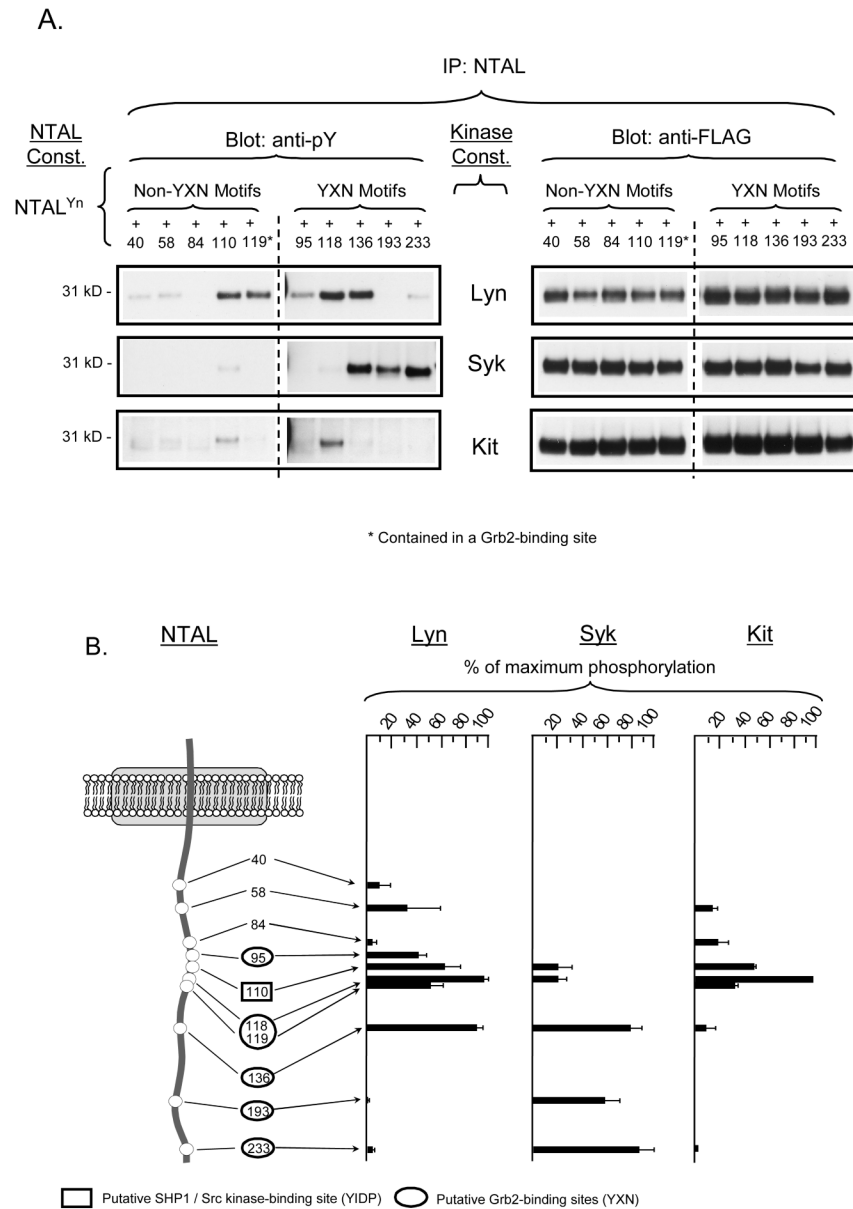 A.
IP: NTAL
NTAL Const.
Blot: anti-pY
Kinase Const.
Blot: anti-FLAG
NTALYn
Non-YXN Motifs
YXN Motifs
Non-YXN Motifs
YXN Motifs
+ + + + + + + + + +
40 58 84 110 119* 95 118 136 193 233
+ + + + + + + + + +
40 58 84 110 119* 95 118 136 193 233
31 kD -
Lyn
31 kD -
Syk
31 kD -
Kit
* Contained in a Grb2-binding site
B.
NTAL
Lyn
Syk
Kit
% of maximum phosphorylation
20 40 60 80 100
20 40 60 80 100
20 40 60 80 100
40
58
84
95
110
118
119
136
193
233
Putative SHP1 / Src kinase-binding site (YIDP)
Putative Grb2-binding sites (YXN)